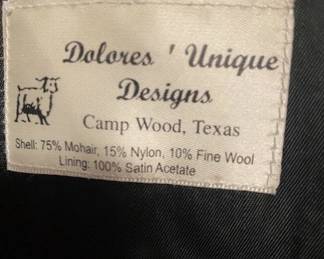 Dolores ' Unique
Designs
Camp Wood, Texas
Shell: 75% Mohair, 15% Nylon, 10% Fine Wool
Lining: 100% Satin Acetate